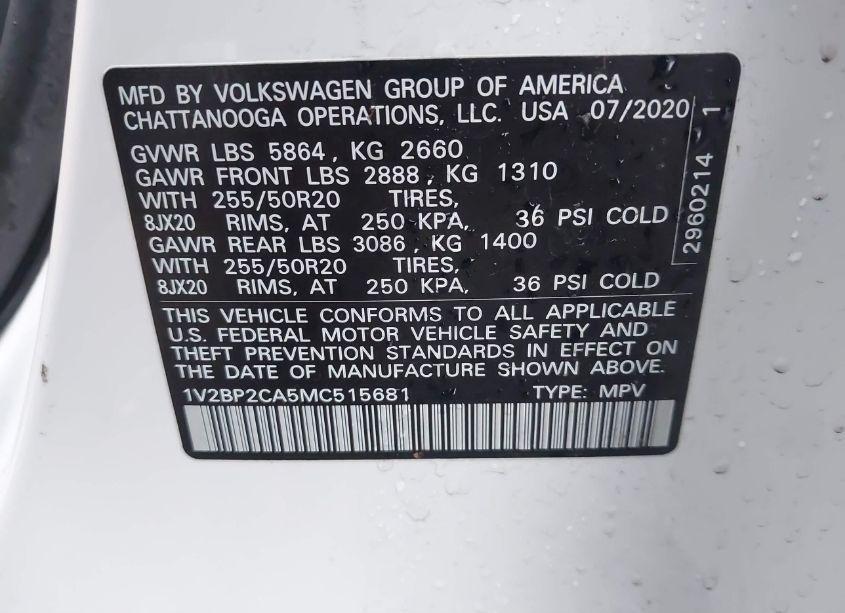 MFD BY VOLKSWAGEN GROUP OF AMERICA
CHATTANOOGA OPERATIONS, LLC. USA 07/2020
GVWR LBS 5864, KG 2660
GAWR FRONT LBS 2888, KG 1310
WITH 255/50R20 TIRES,
8JX20 RIMS, AT 250 KPA, 36 PSI COLD
GAWR REAR LBS 3086, KG 1400
WITH 255/50R20 TIRES,
8JX20 RIMS, AT 250 KPA, 36 PSI COLD
THIS VEHICLE CONFORMS TO ALL APPLICABLE
U.S. FEDERAL MOTOR VEHICLE SAFETY AND
THEFT PREVENTION STANDARDS IN EFFECT ON
THE DATE OF MANUFACTURE SHOWN ABOVE.
1V2BP2CA5MC515681 TYPE: MPV
2960214 1